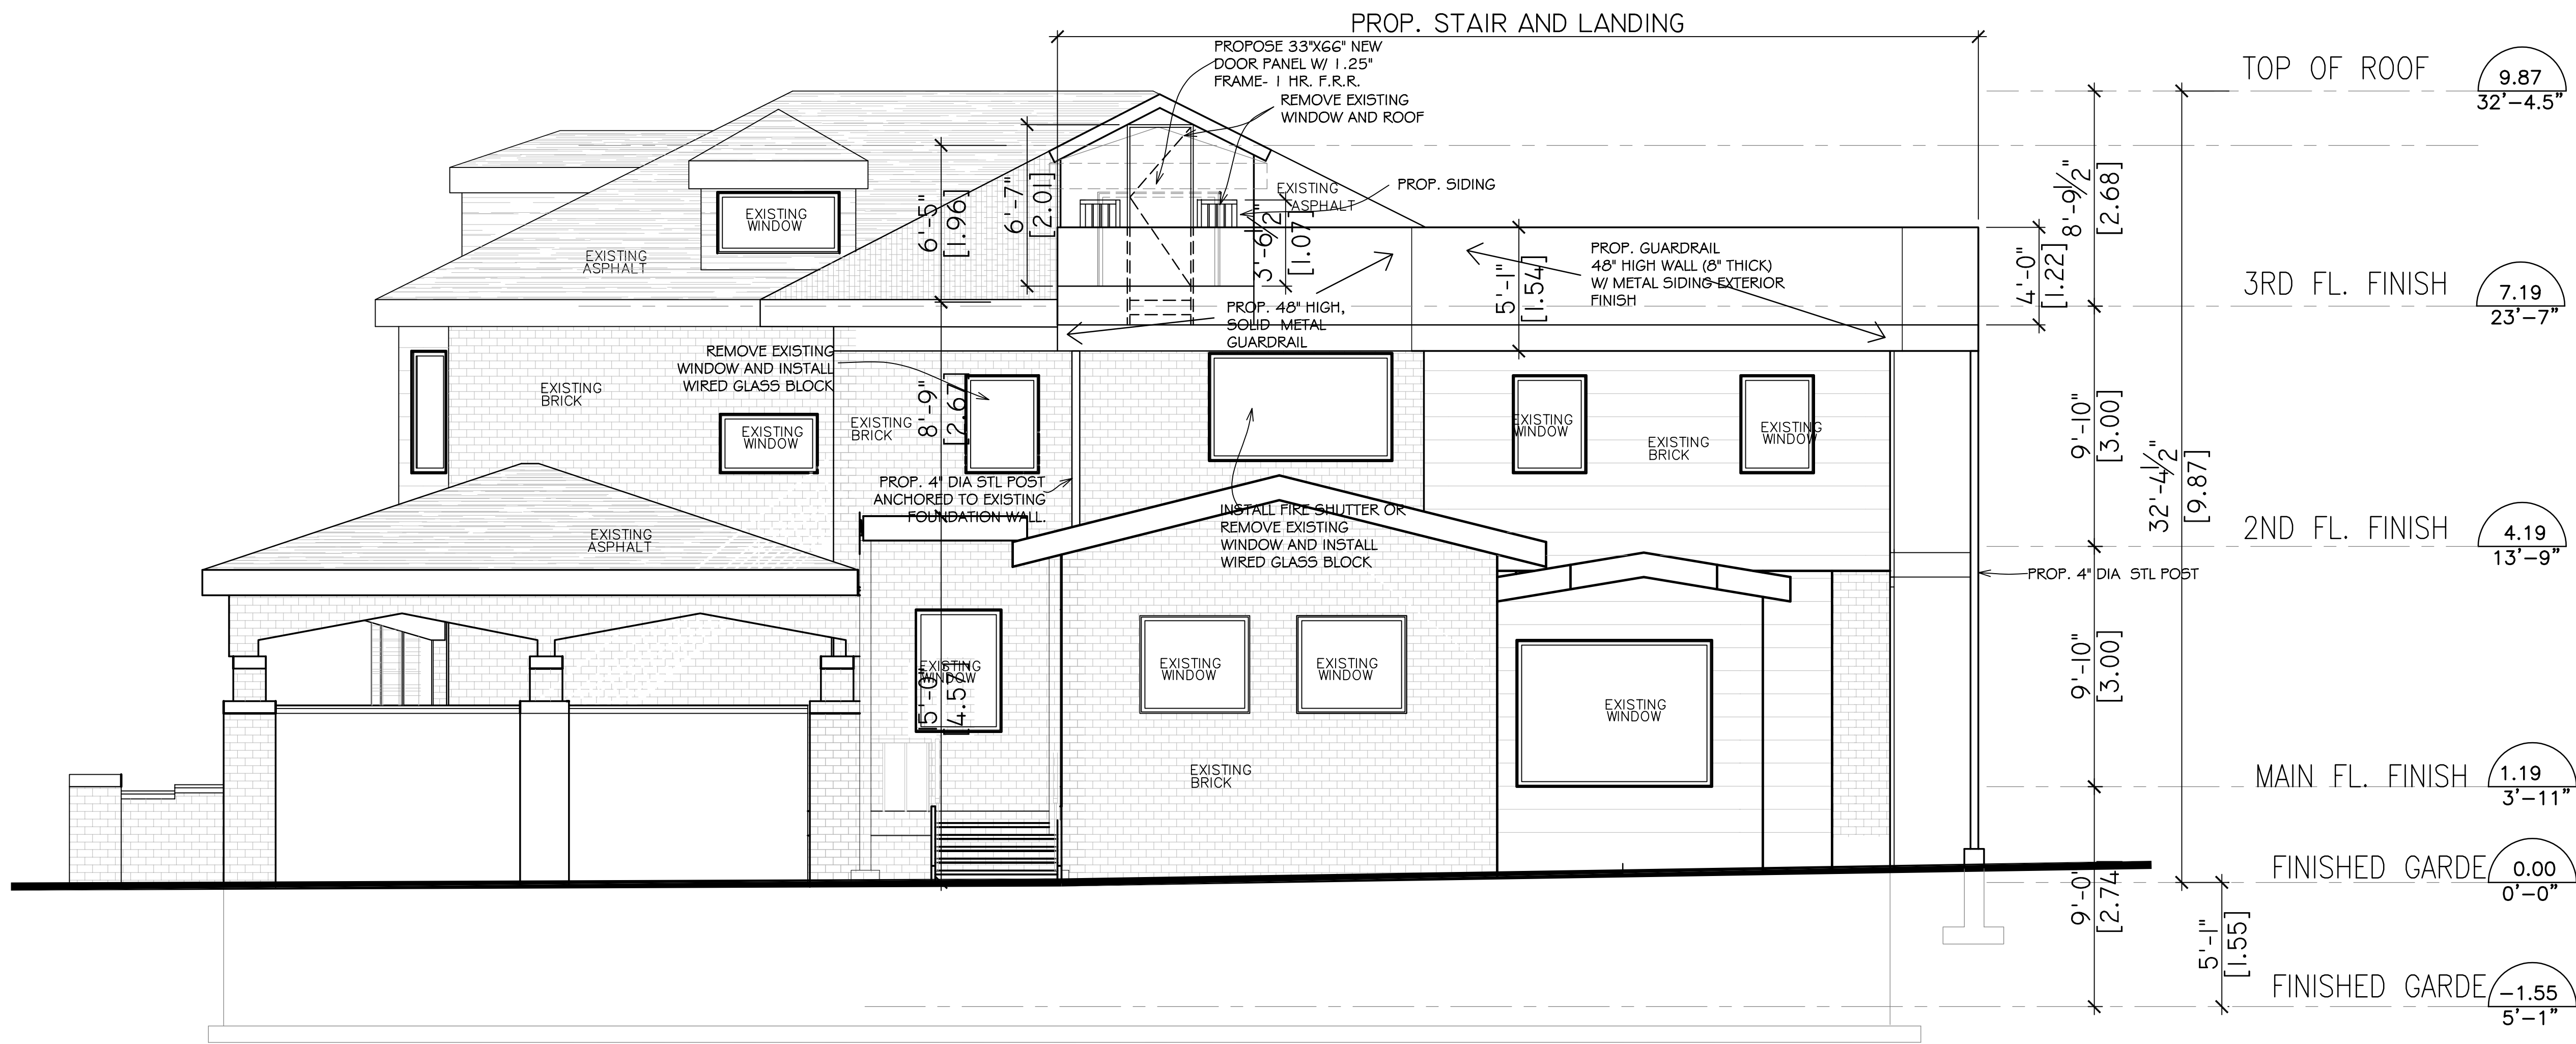 PROP. STAIR AND LANDING
PROPOSE 33"X66" NEW
DOOR PANEL W/ 1.25"
FRAME- 1 HR. F.R.R.
REMOVE EXISTING
WINDOW AND ROOF
TOP OF ROOF
9.87
32'-4.5"
EXISTING
WINDOW
EXISTING
ASPHALT
6'-5"
[1.96]
6'-7"
[2.01]
EXISTING
ASPHALT
PROP. SIDING
3'-6 1/2"
[1.07]
5'-1"
[1.54]
PROP. GUARDRAIL
48" HIGH WALL (8" THICK)
W/ METAL SIDING EXTERIOR
FINISH
PROP. 48" HIGH,
SOLID METAL
GUARDRAIL
4'-0"
[1.22]
8'-9 1/2"
[2.68]
3RD FL. FINISH
7.19
23'-7"
REMOVE EXISTING
WINDOW AND INSTALL
WIRED GLASS BLOCK
EXISTING
BRICK
EXISTING
WINDOW
EXISTING
BRICK
8'-9"
[2.67]
EXISTING
WINDOW
EXISTING
BRICK
EXISTING
WINDOW
9'-10"
[3.00]
32'-4 1/2"
[9.87]
PROP. 4" DIA STL POST
ANCHORED TO EXISTING
FOUNDATION WALL.
INSTALL FIRE SHUTTER OR
REMOVE EXISTING
WINDOW AND INSTALL
WIRED GLASS BLOCK
EXISTING
ASPHALT
2ND FL. FINISH
4.19
13'-9"
PROP. 4" DIA STL POST
EXISTING
WINDOW
5'-0"
4.57
EXISTING
WINDOW
EXISTING
WINDOW
EXISTING
WINDOW
9'-10"
[3.00]
EXISTING
BRICK
MAIN FL. FINISH
1.19
3'-11"
FINISHED GARDE
0.00
0'-0"
9'-0"
[2.74
5'-1"
[1.55]
FINISHED GARDE
-1.55
5'-1"